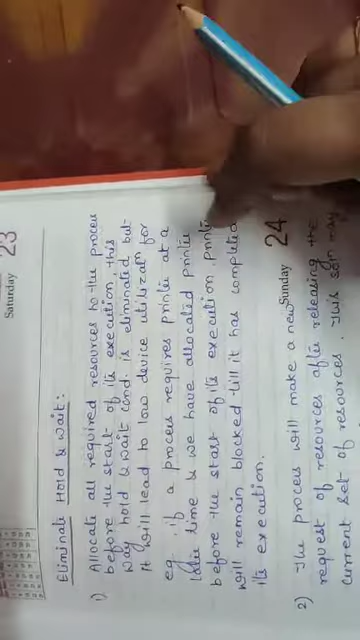 23
Saturday
Eliminate Hold & Wait:
1) Allocate all required resources to the process
before the start of its execution, this
way hold & wait cond. is eliminated but
it will lead to low device utilizatn for
eg. if a process requires printer at a
later time & we have allocated printer
before the start of its execution printer
will remain blocked till it has completed
its execution.
Sunday 24
2) The process will make a new
request of resources after releasing the
current set of resources. This soln may